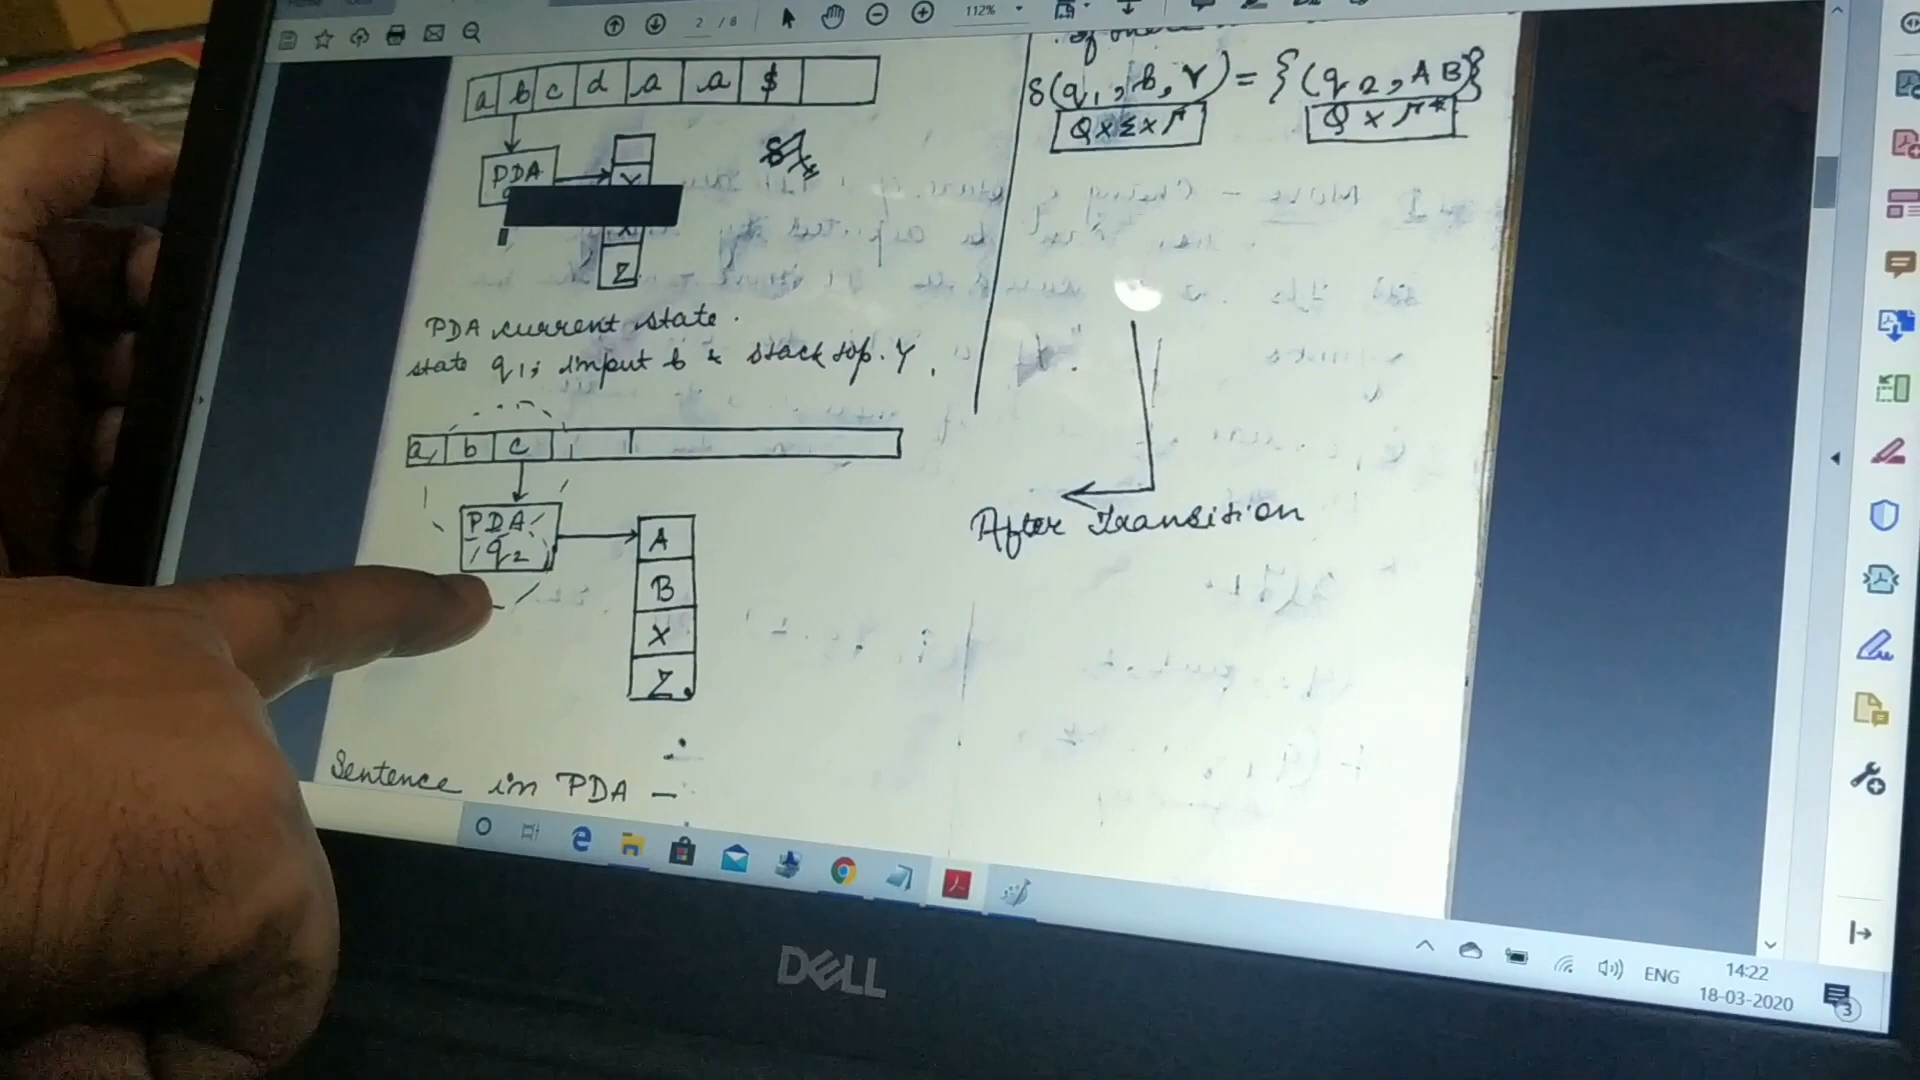 2 / 8
112%
a b c d a a $
δ(q1, b, Y) = {(q2, A B)}
Q × Σ × Γ
Q × Γ*
PDA
Y
X
Z
PDA current state.
state q1, input b & stack top. Y.
a, b c
PDA
q2
A
B
X
Z
After Transition
Sentence in PDA —
ENG
14:22
18-03-2020
3
DELL